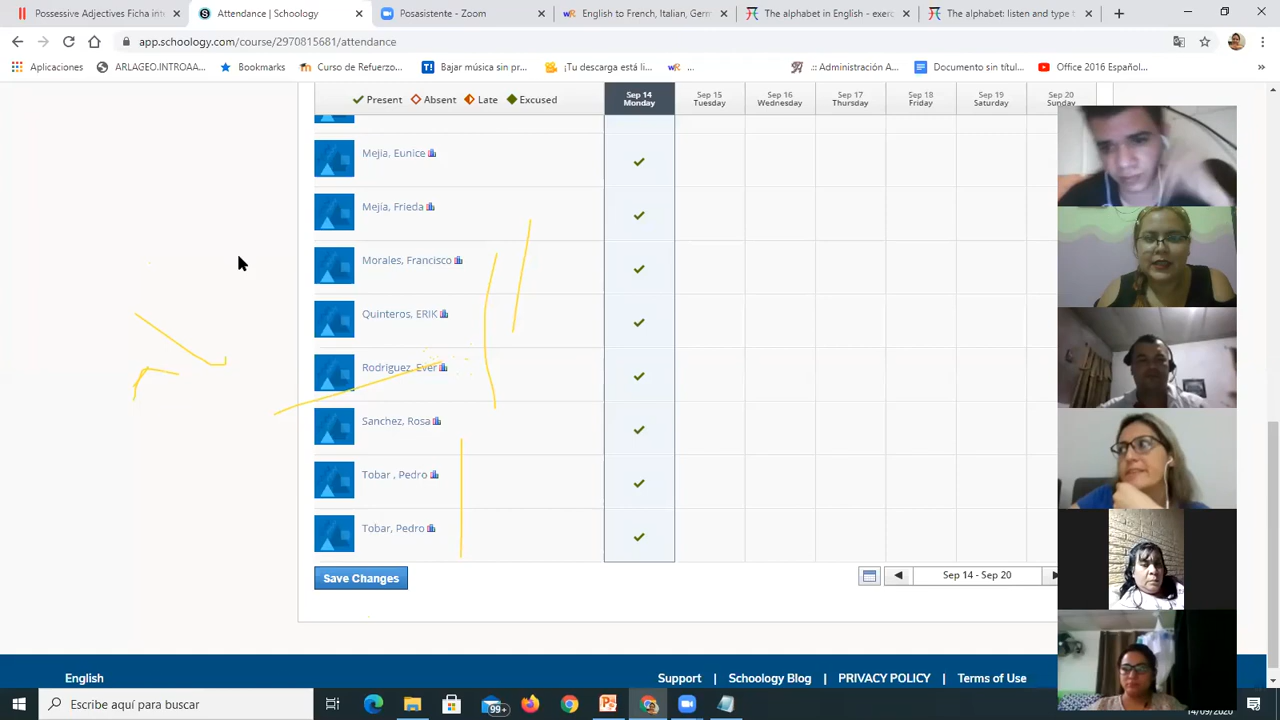 Possessive Adjectives Ficha inter
Attendance | Schoology
Posasistente - Zoom
English to French, Italian, Germ
The alphabet in English - exerc
The alphabet: listen and type t
app.schoology.com/course/2970815681/attendance
Aplicaciones
ARLAGEO.INTROAA...
Bookmarks
Curso de Refuerzo...
Bajar música sin pr...
¡Tu descarga está li...
...
.:: Administración A...
Documento sin títul...
Office 2016 Español...
»
Present Absent Late Excused
Sep 14
Monday
Sep 15
Tuesday
Sep 16
Wednesday
Sep 17
Thursday
Sep 18
Friday
Sep 19
Saturday
Sep 20
Sunday
Mejia, Eunice
Mejía, Frieda
Morales, Francisco
Quinteros, ERIK
Rodriguez, Ever
Sanchez, Rosa
Tobar , Pedro
Tobar, Pedro
Save Changes
Sep 14 - Sep 20
English
Support
Schoology Blog
PRIVACY POLICY
Terms of Use
Escribe aquí para buscar
99+
14/09/2020